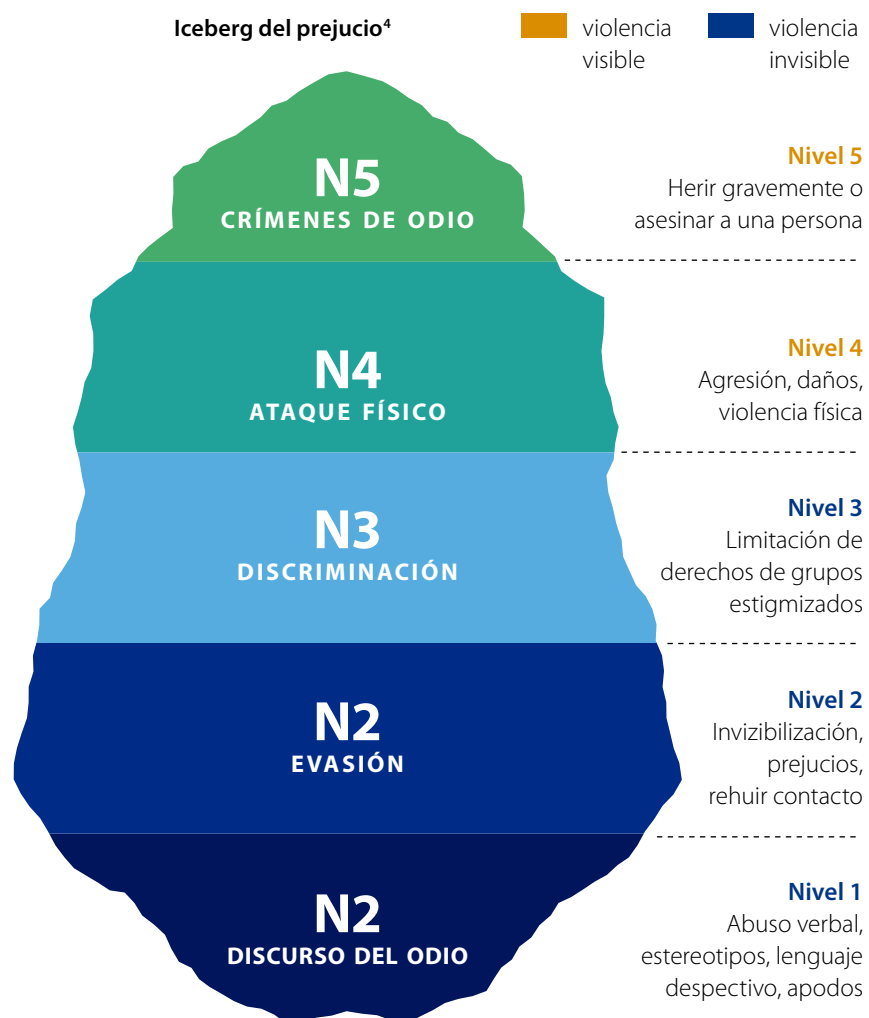 Iceberg del prejucio⁴
violencia
visible
violencia
invisible
N5
CRÍMENES DE ODIO
Nivel 5
Herir gravemente o
asesinar a una persona
N4
ATAQUE FÍSICO
Nivel 4
Agresión, daños,
violencia física
N3
DISCRIMINACIÓN
Nivel 3
Limitación de
derechos de grupos
estigmizados
N2
EVASIÓN
Nivel 2
Invizibilización,
prejucios,
rehuir contacto
N2
DISCURSO DEL ODIO
Nivel 1
Abuso verbal,
estereotipos, lenguaje
despectivo, apodos